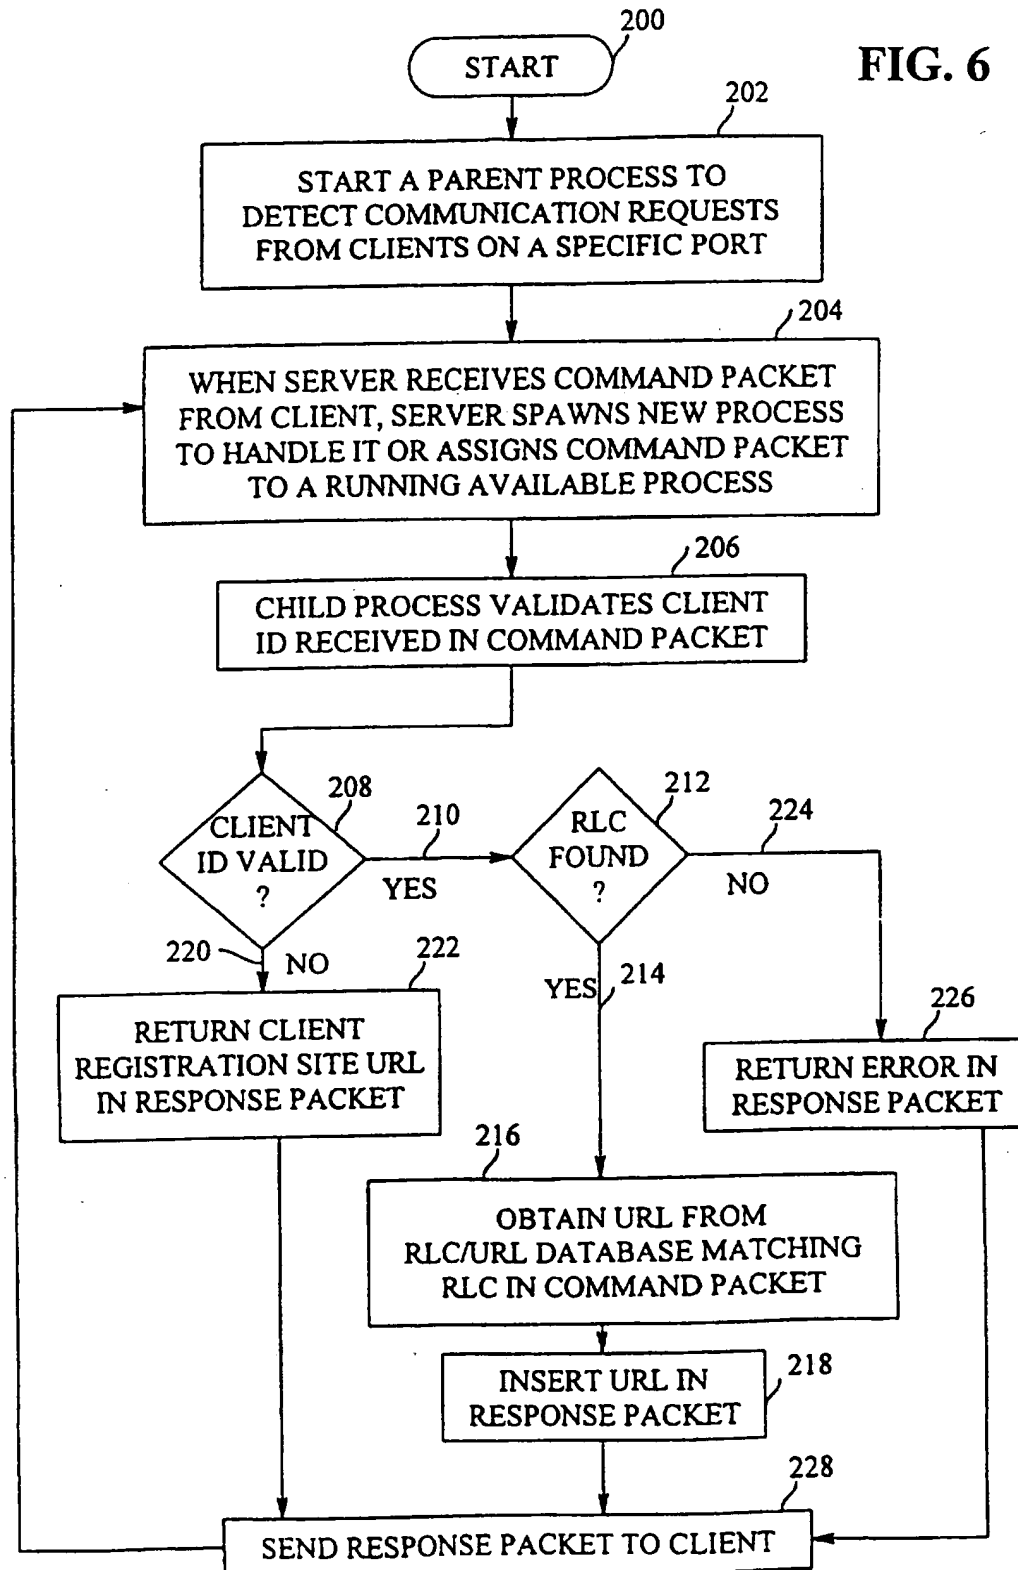 200
START
FIG. 6
202
START A PARENT PROCESS TO
DETECT COMMUNICATION REQUESTS
FROM CLIENTS ON A SPECIFIC PORT
204
WHEN SERVER RECEIVES COMMAND PACKET
FROM CLIENT, SERVER SPAWNS NEW PROCESS
TO HANDLE IT OR ASSIGNS COMMAND PACKET
TO A RUNNING AVAILABLE PROCESS
206
CHILD PROCESS VALIDATES CLIENT
ID RECEIVED IN COMMAND PACKET
208
CLIENT
ID VALID
?
210
YES
212
RLC
FOUND
?
224
NO
220
NO
222
RETURN CLIENT
REGISTRATION SITE URL
IN RESPONSE PACKET
YES
214
226
RETURN ERROR IN
RESPONSE PACKET
216
OBTAIN URL FROM
RLC/URL DATABASE MATCHING
RLC IN COMMAND PACKET
218
INSERT URL IN
RESPONSE PACKET
228
SEND RESPONSE PACKET TO CLIENT